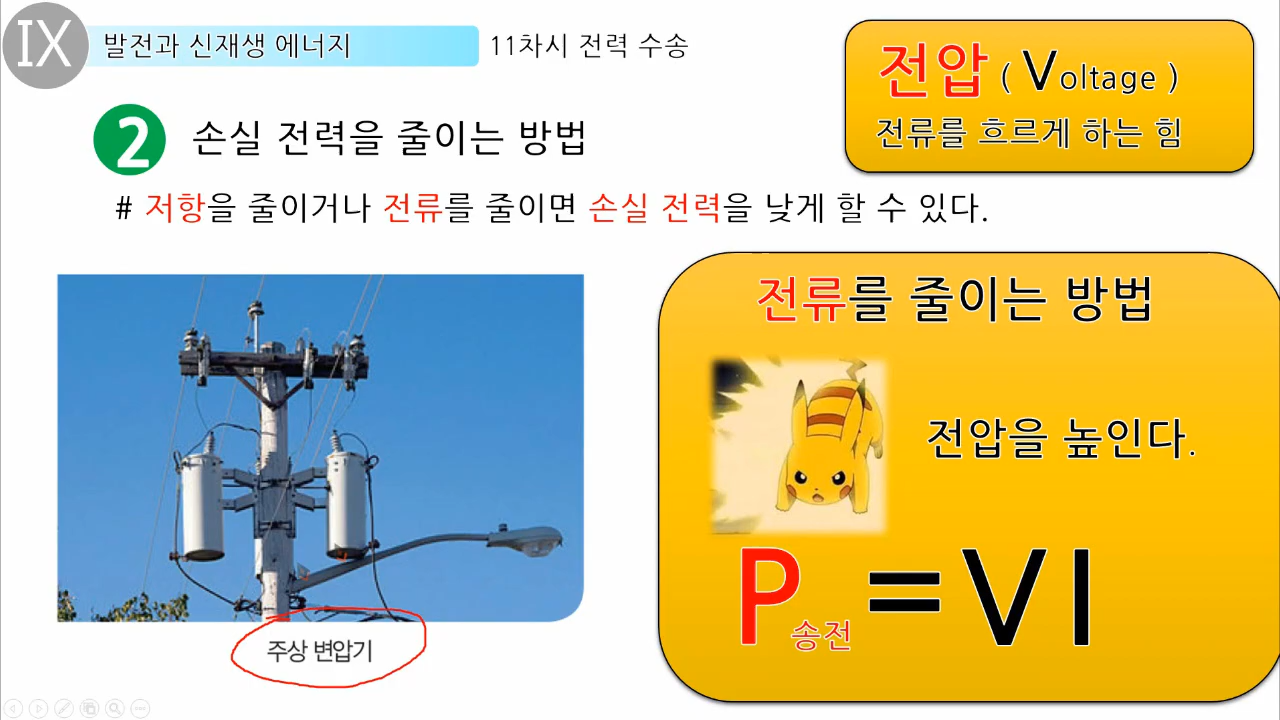 IX 발전과 신재생 에너지 11차시 전력 수송
전압 ( Voltage )
전류를 흐르게 하는 힘
2 손실 전력을 줄이는 방법
# 저항을 줄이거나 전류를 줄이면 손실 전력을 낮게 할 수 있다.
전류를 줄이는 방법
전압을 높인다.
P송전 = V I
주상 변압기